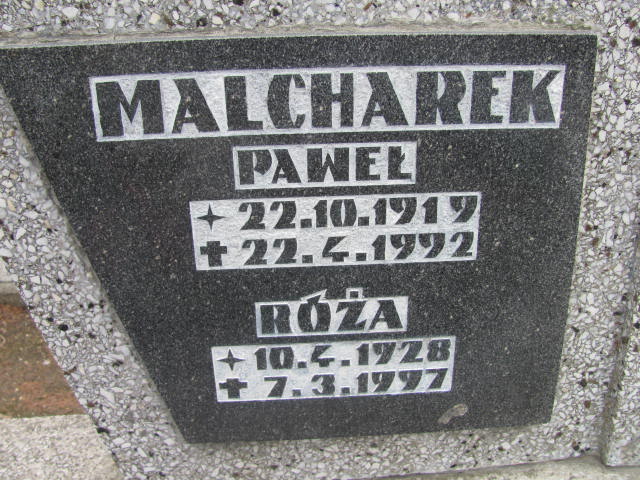 MALCHAREK
PAWEŁ
✦ 22.10.1919
✝ 22.4.1992
RÓŻA
✦ 10.4.1928
✝ 7.3.1997